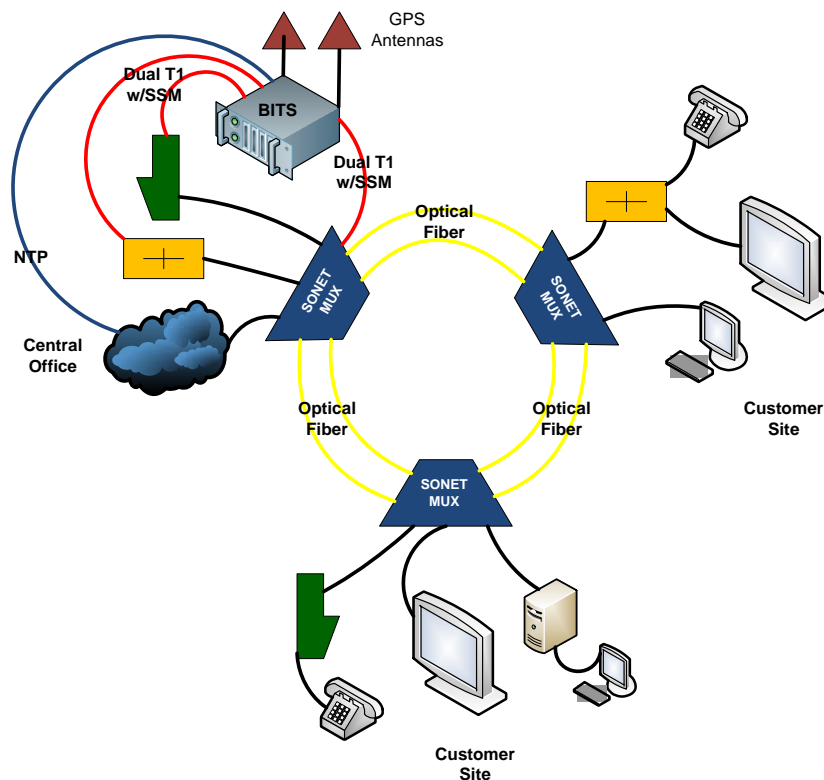 GPS
Antennas
Dual T1
w/SSM
BITS
Dual T1
w/SSM
Optical
Fiber
NTP
SONET
MUX
SONET
MUX
Central
Office
Customer
Site
Optical
Fiber
Optical
Fiber
SONET
MUX
Customer
Site